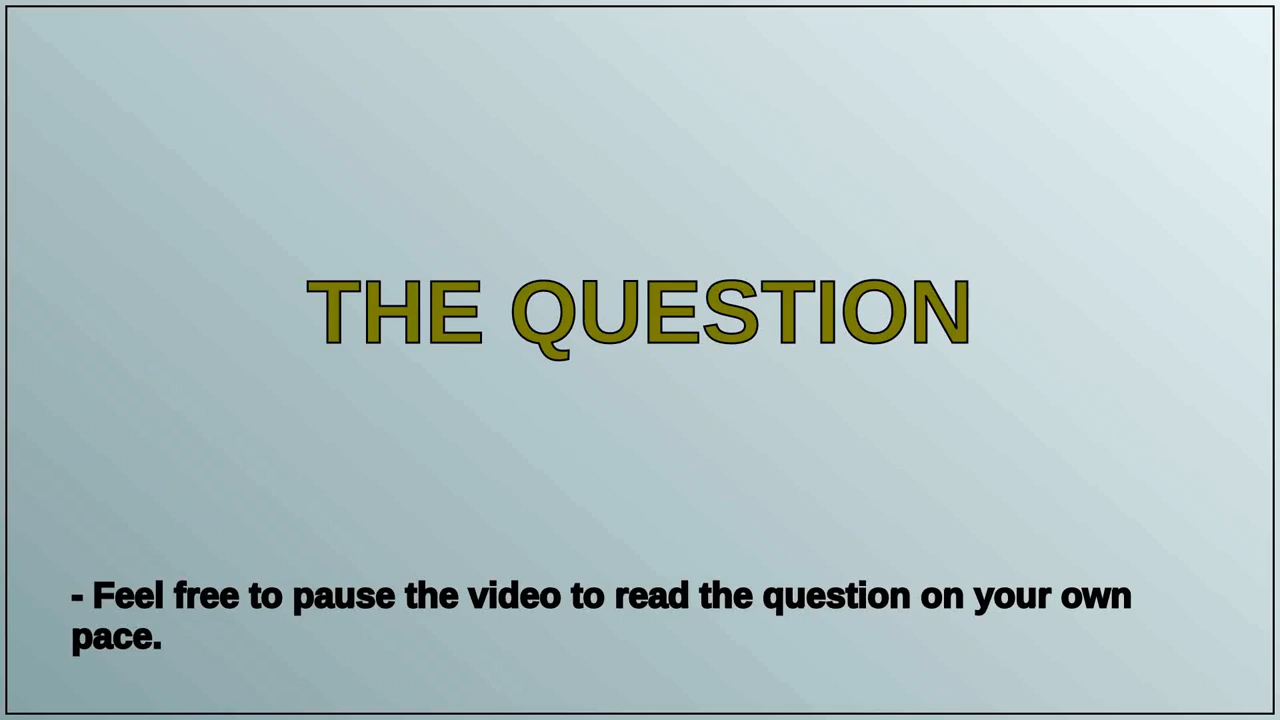 THE QUESTION
- Feel free to pause the video to read the question on your own
pace.